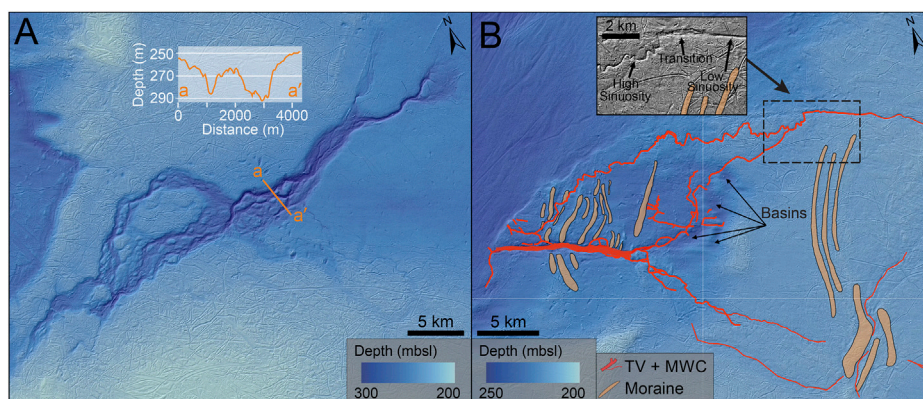 A
N
Depth (m)
250
270
290
a
a'
0
2000
4000
Distance (m)
a
a'
5 km
Depth (mbsl)
300
200
B
N
2 km
Transition
High
Sinuosity
Low
Sinuosity
Basins
5 km
Depth (mbsl)
250
200
TV + MWC
Moraine